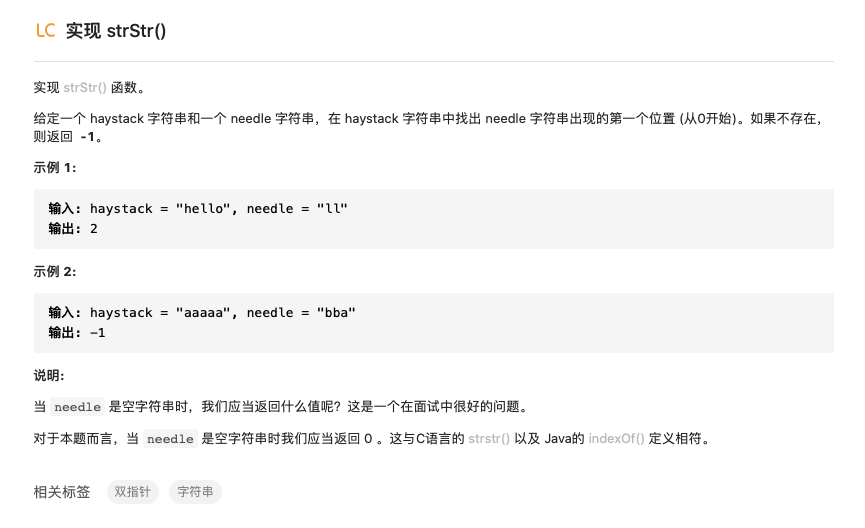 LC 实现 strStr()
实现 strStr() 函数。
给定一个 haystack 字符串和一个 needle 字符串，在 haystack 字符串中找出 needle 字符串出现的第一个位置 (从0开始)。如果不存在，
则返回 -1。
示例 1:
输入: haystack = "hello", needle = "ll"
输出: 2
示例 2:
输入: haystack = "aaaaa", needle = "bba"
输出: -1
说明:
当 needle 是空字符串时，我们应当返回什么值呢？这是一个在面试中很好的问题。
对于本题而言，当 needle 是空字符串时我们应当返回 0 。这与C语言的 strstr() 以及 Java的 indexOf() 定义相符。
相关标签 双指针 字符串